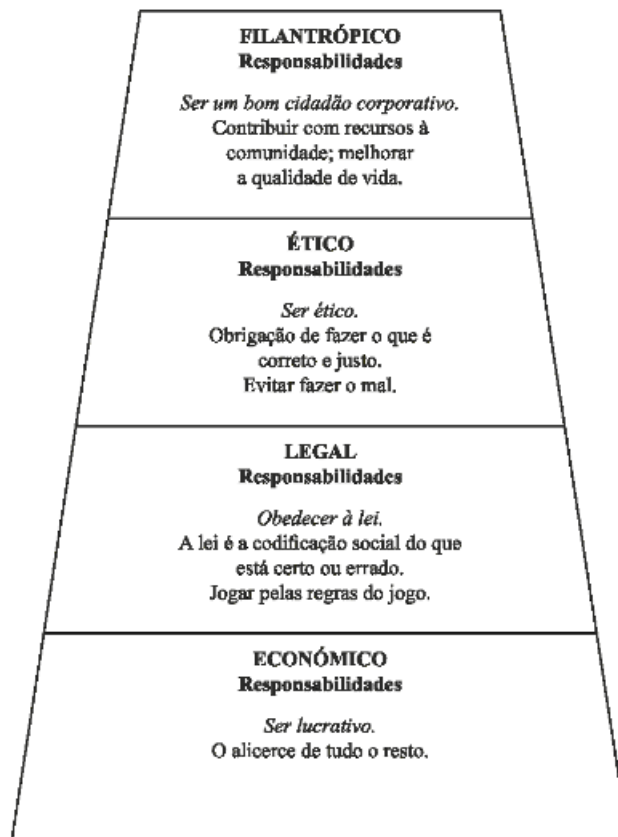 FILANTRÓPICO
Responsabilidades
Ser um bom cidadão corporativo.
Contribuir com recursos à
comunidade; melhorar
a qualidade de vida.
ÉTICO
Responsabilidades
Ser ético.
Obrigação de fazer o que é
correto e justo.
Evitar fazer o mal.
LEGAL
Responsabilidades
Obedecer à lei.
A lei é a codificação social do que
está certo ou errado.
Jogar pelas regras do jogo.
ECONÓMICO
Responsabilidades
Ser lucrativo.
O alicerce de tudo o resto.